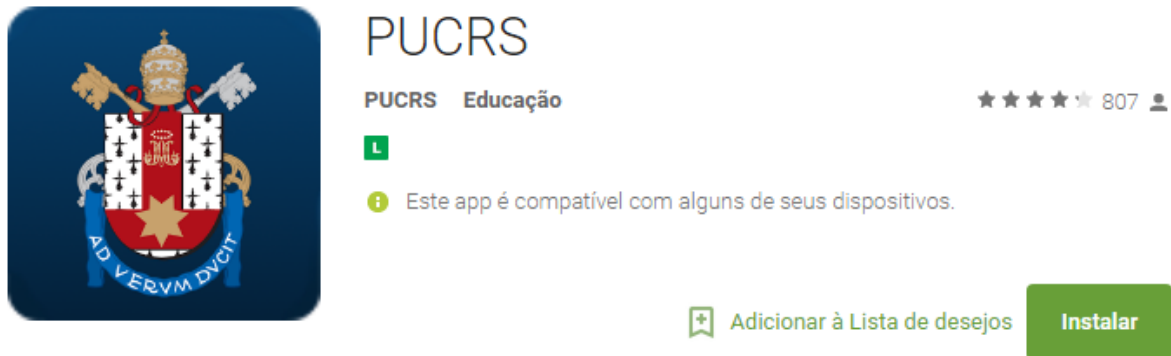 PUCRS
PUCRS Educação
807
L
Este app é compatível com alguns de seus dispositivos.
AD VERVM DVCIT
Adicionar à Lista de desejos
Instalar